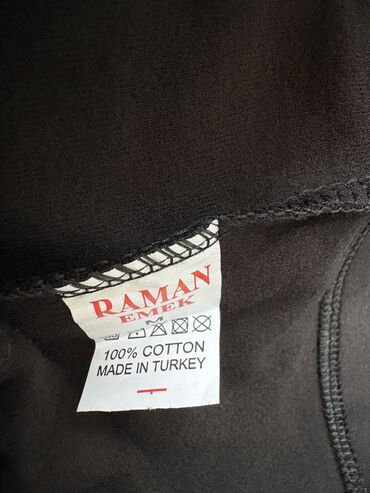 RAMAN
EMEK
M
100% COTTON
MADE IN TURKEY